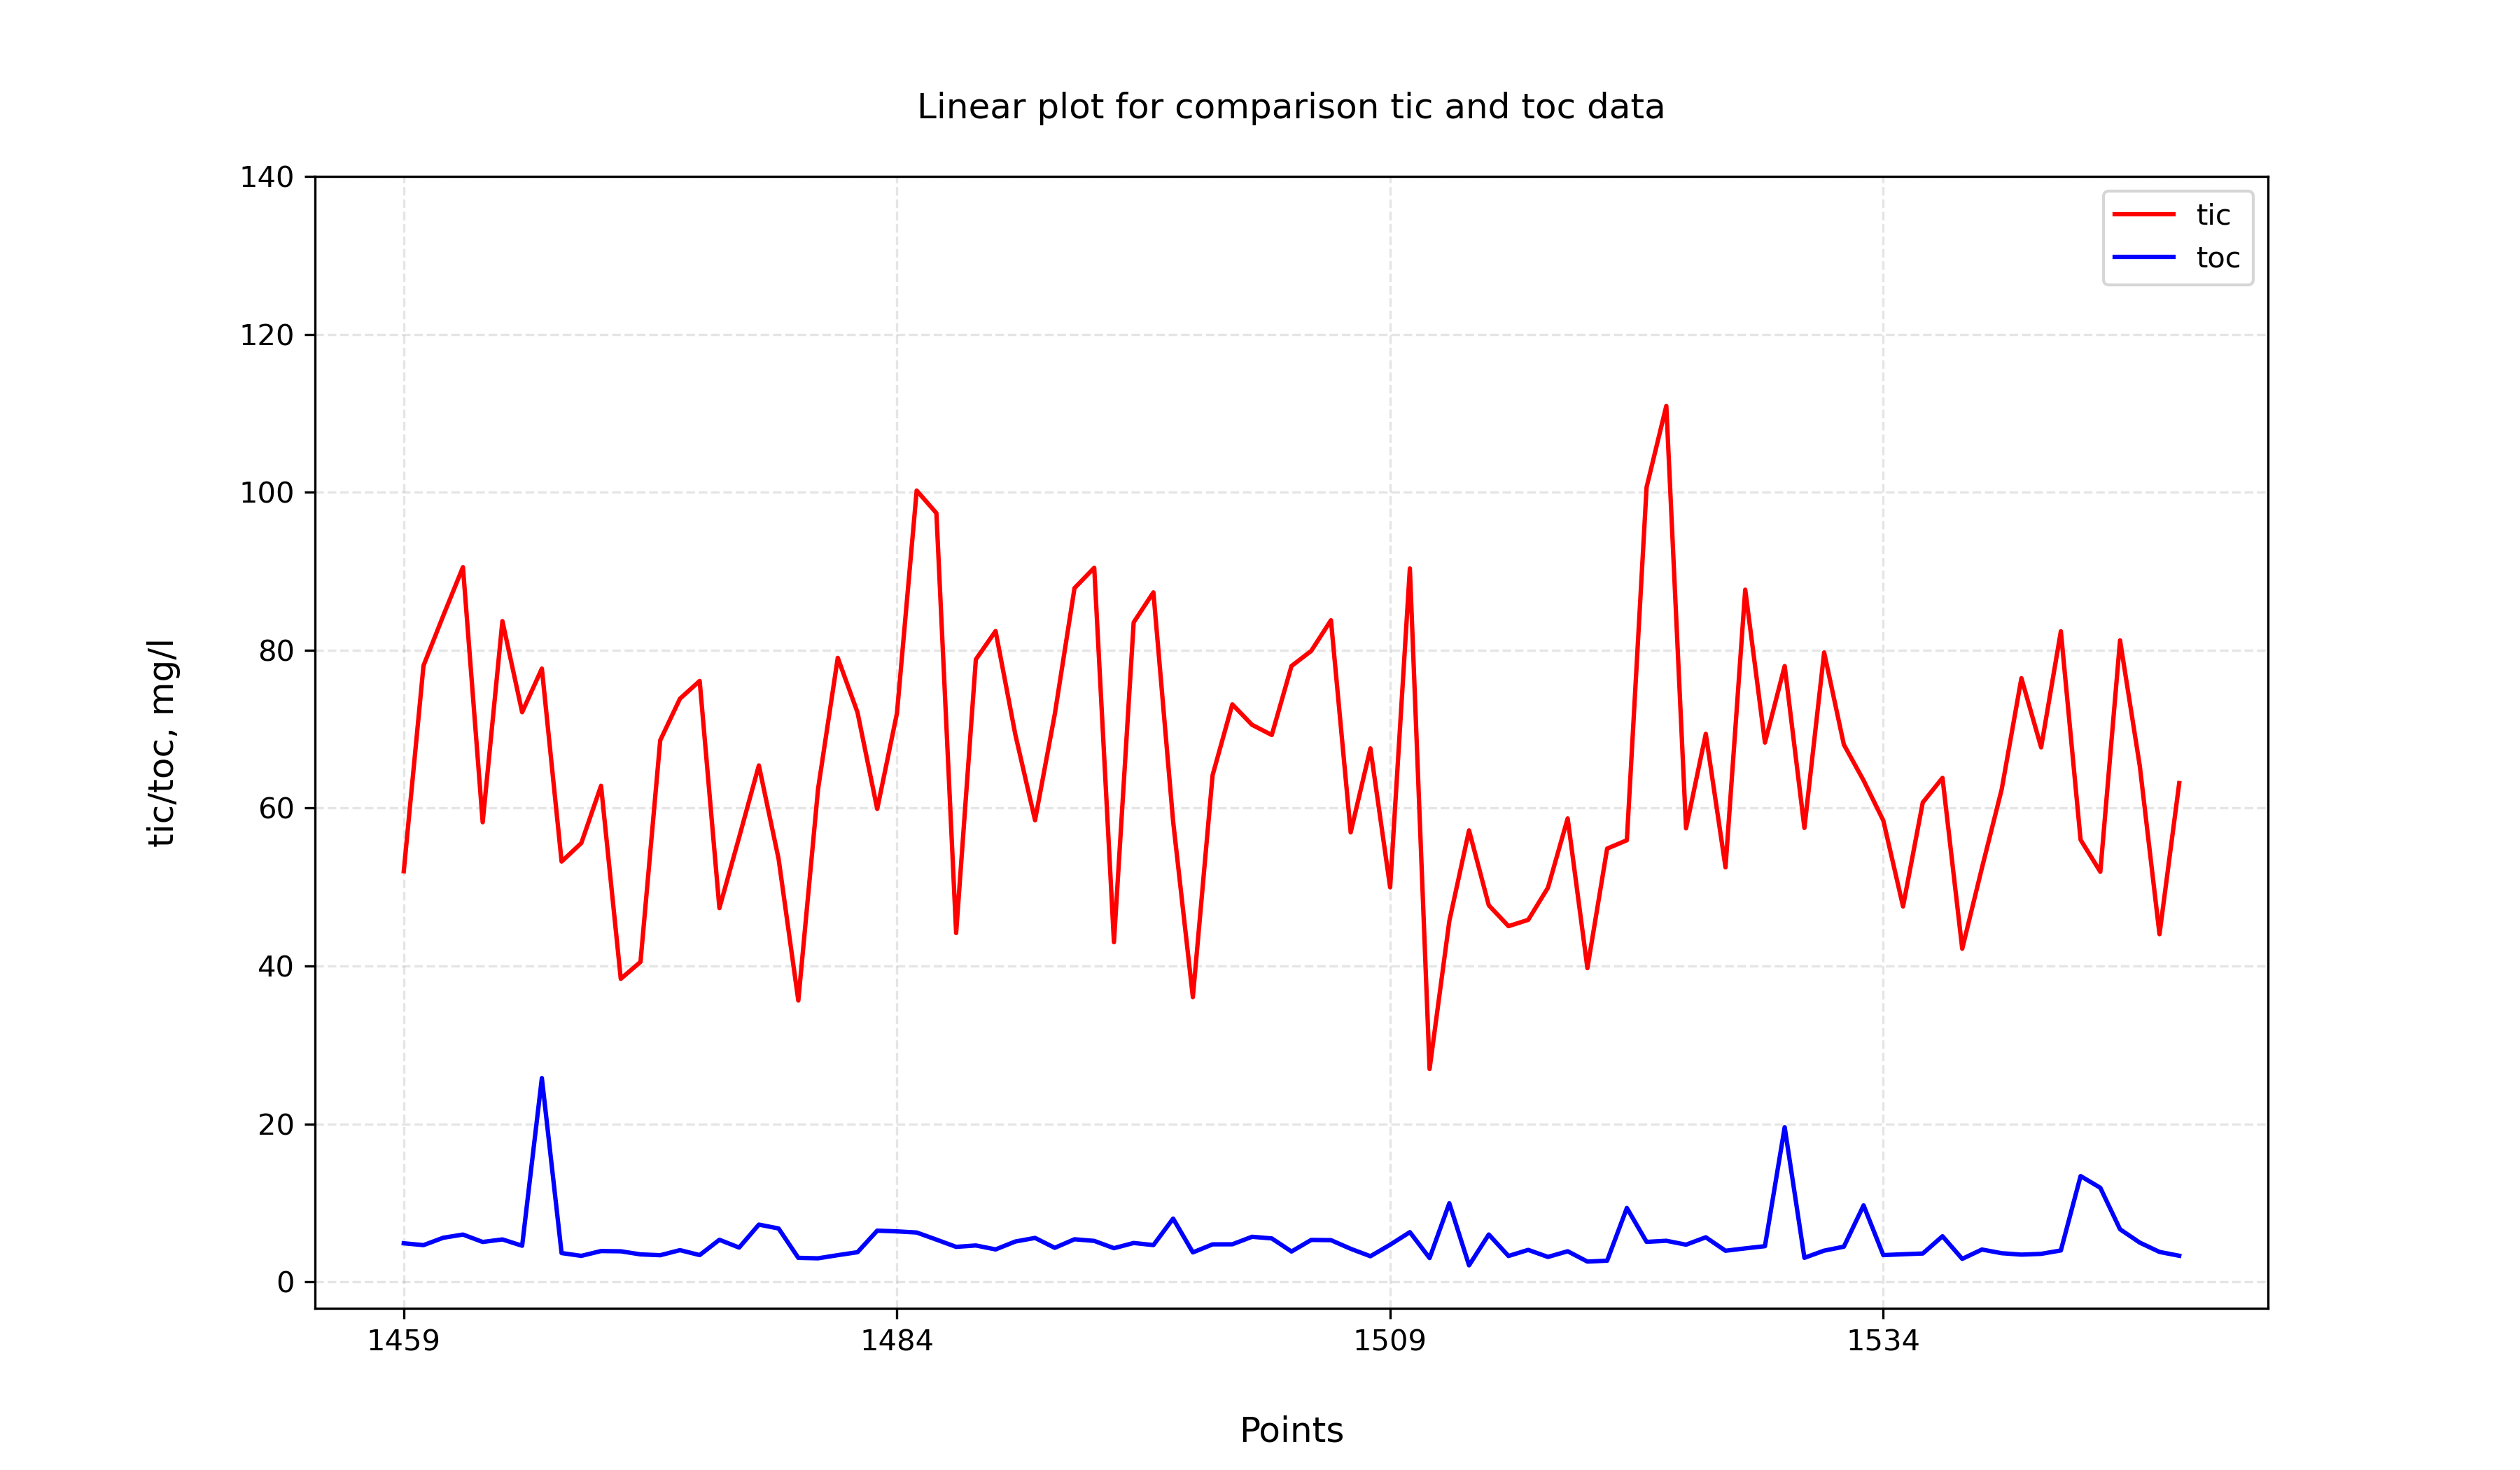 Linear plot for comparison tic and toc data
tic
toc
tic/toc, mg/l
140
120
100
80
60
40
20
0
1459 1484 1509 1534
Points